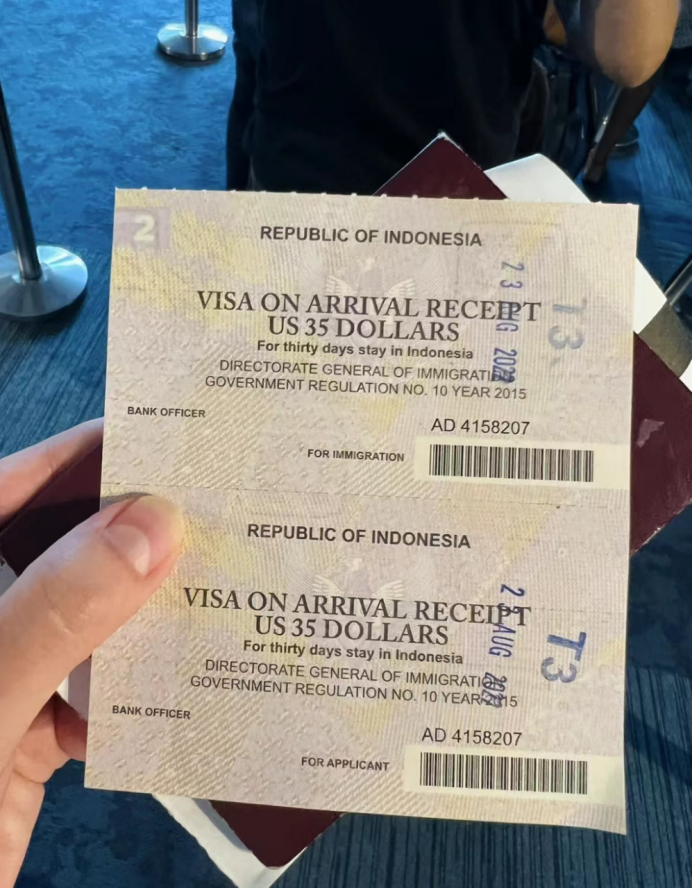 2
REPUBLIC OF INDONESIA
VISA ON ARRIVAL RECEIPT
US 35 DOLLARS
For thirty days stay in Indonesia
DIRECTORATE GENERAL OF IMMIGRATION
GOVERNMENT REGULATION NO. 10 YEAR 2015
BANK OFFICER
AD 4158207
FOR IMMIGRATION
23 AUG
T3
REPUBLIC OF INDONESIA
VISA ON ARRIVAL RECEIPT
US 35 DOLLARS
For thirty days stay in Indonesia
DIRECTORATE GENERAL OF IMMIGRATION
GOVERNMENT REGULATION NO. 10 YEAR 2015
BANK OFFICER
AD 4158207
FOR APPLICANT
AUG
T3